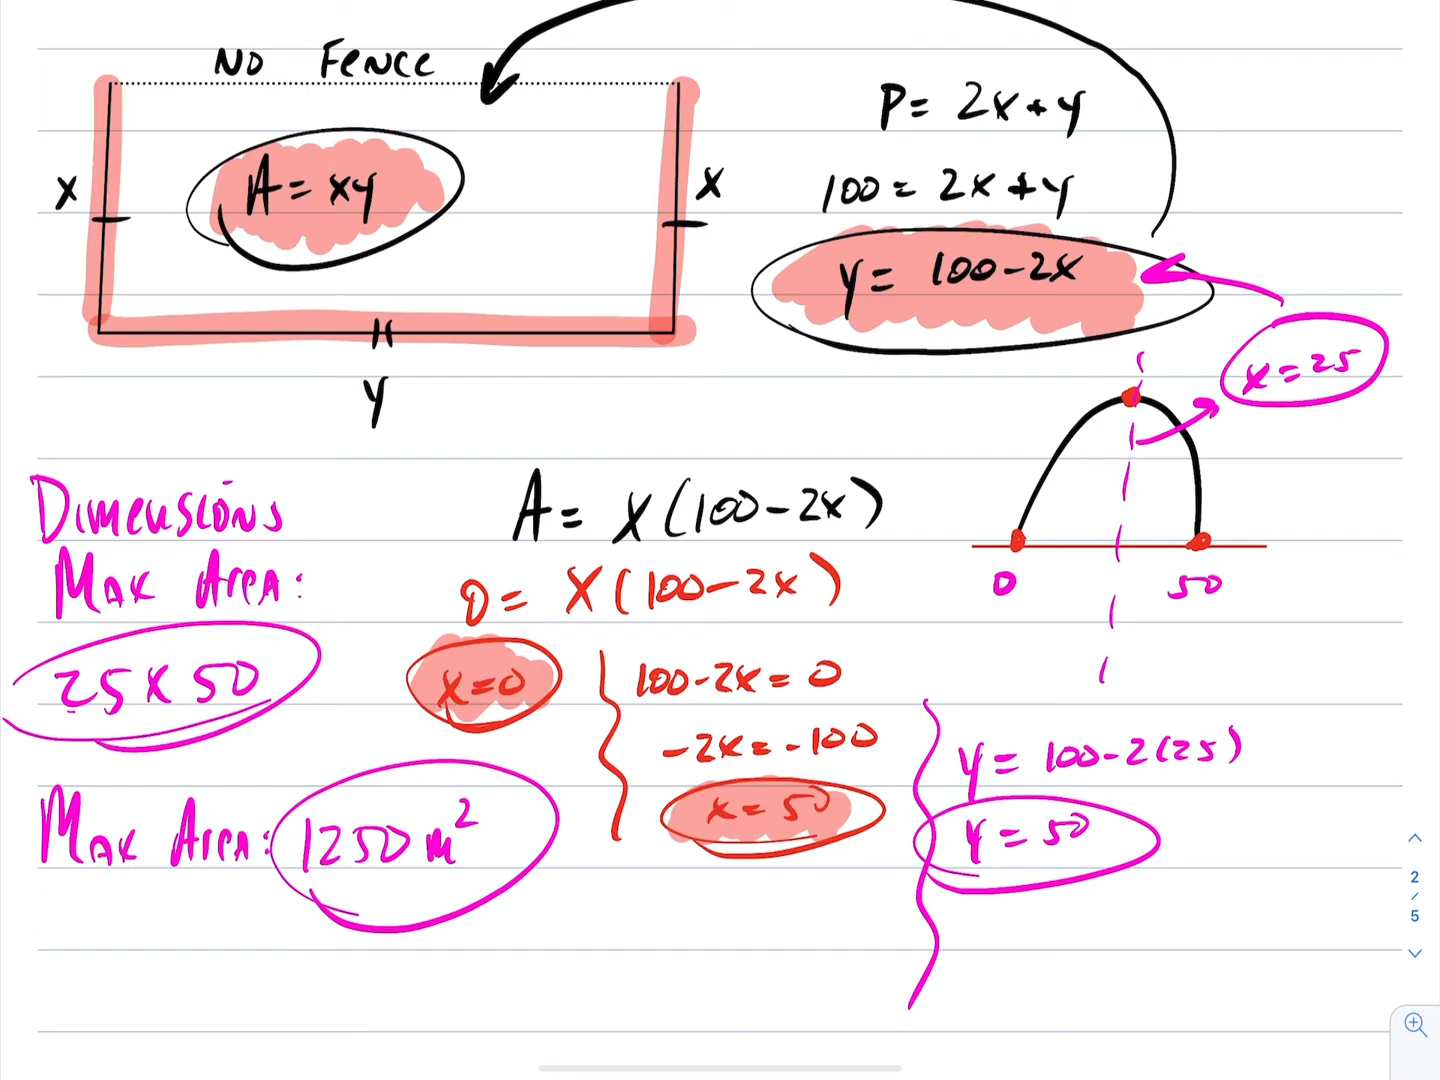 NO FENCE
P= 2x+y
A= xy
x
x
100= 2x+y
y= 100-2x
x=25
y
DIMENSIONS
MAX AREA:
A= x(100-2x)
0= x(100-2x)
0
50
25 x 50
x=0
100-2x=0
-2x=-100
x=50
y= 100-2(25)
y=50
MAX AREA: 1250 m²
2
/
5